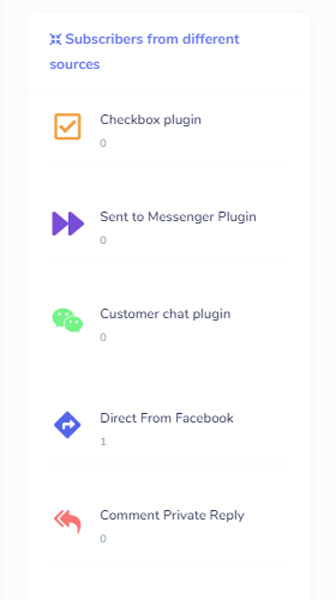 Subscribers from different
sources
Checkbox plugin
0
Sent to Messenger Plugin
0
Customer chat plugin
0
Direct From Facebook
1
Comment Private Reply
0